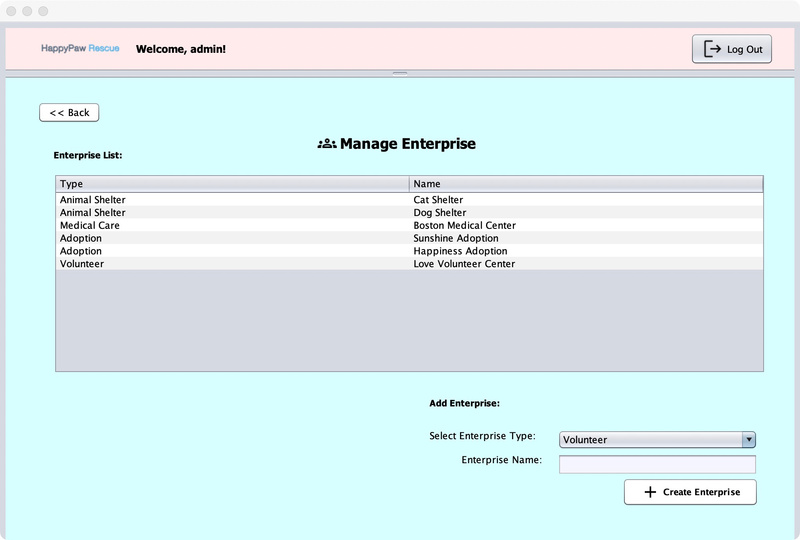 HappyPaw Rescue Welcome, admin! Log Out
<< Back
Manage Enterprise
Enterprise List:
Type Name
Animal Shelter Cat Shelter
Animal Shelter Dog Shelter
Medical Care Boston Medical Center
Adoption Sunshine Adoption
Adoption Happiness Adoption
Volunteer Love Volunteer Center
Add Enterprise:
Select Enterprise Type: Volunteer
Enterprise Name:
Create Enterprise